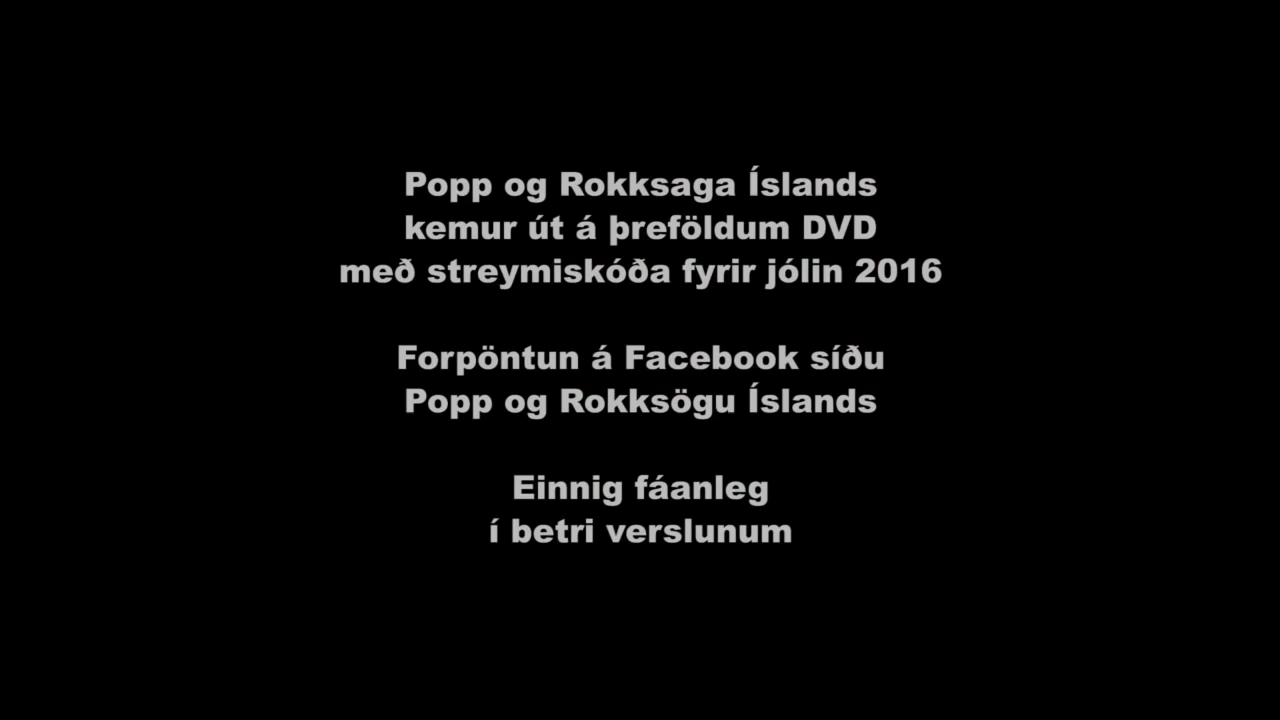 Popp og Rokksaga Íslands
kemur út á þreföldum DVD
með streymiskóða fyrir jólin 2016
Forpöntun á Facebook síðu
Popp og Rokksögu Íslands
Einnig fáanleg
í betri verslunum